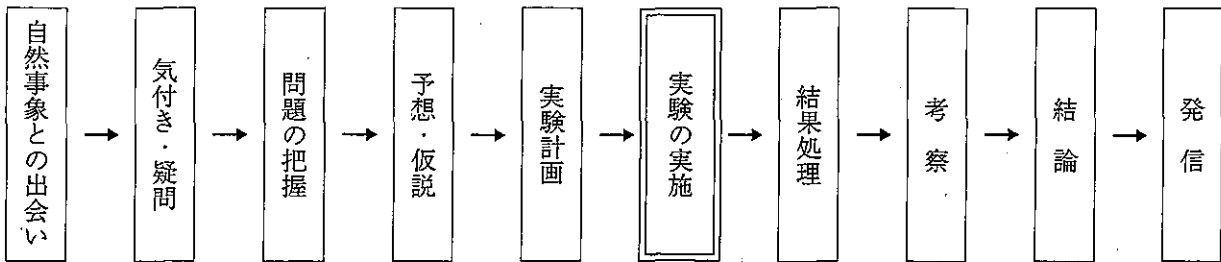 自然事象との出会い
気付き・疑問
問題の把握
予想・仮説
実験計画
実験の実施
結果処理
考察
結論
発信